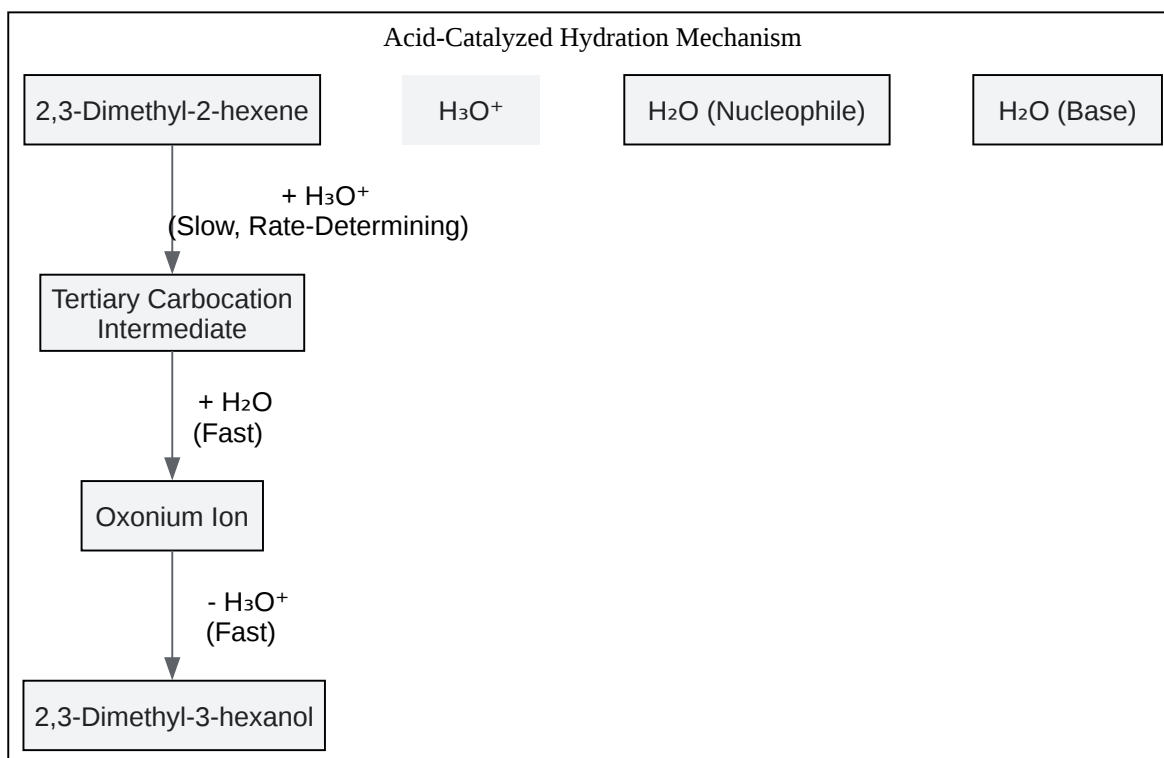 Acid-Catalyzed Hydration Mechanism
2,3-Dimethyl-2-hexene
H₃O⁺
H₂O (Nucleophile)
H₂O (Base)
+ H₃O⁺
(Slow, Rate-Determining)
Tertiary Carbocation
Intermediate
+ H₂O
(Fast)
Oxonium Ion
- H₃O⁺
(Fast)
2,3-Dimethyl-3-hexanol